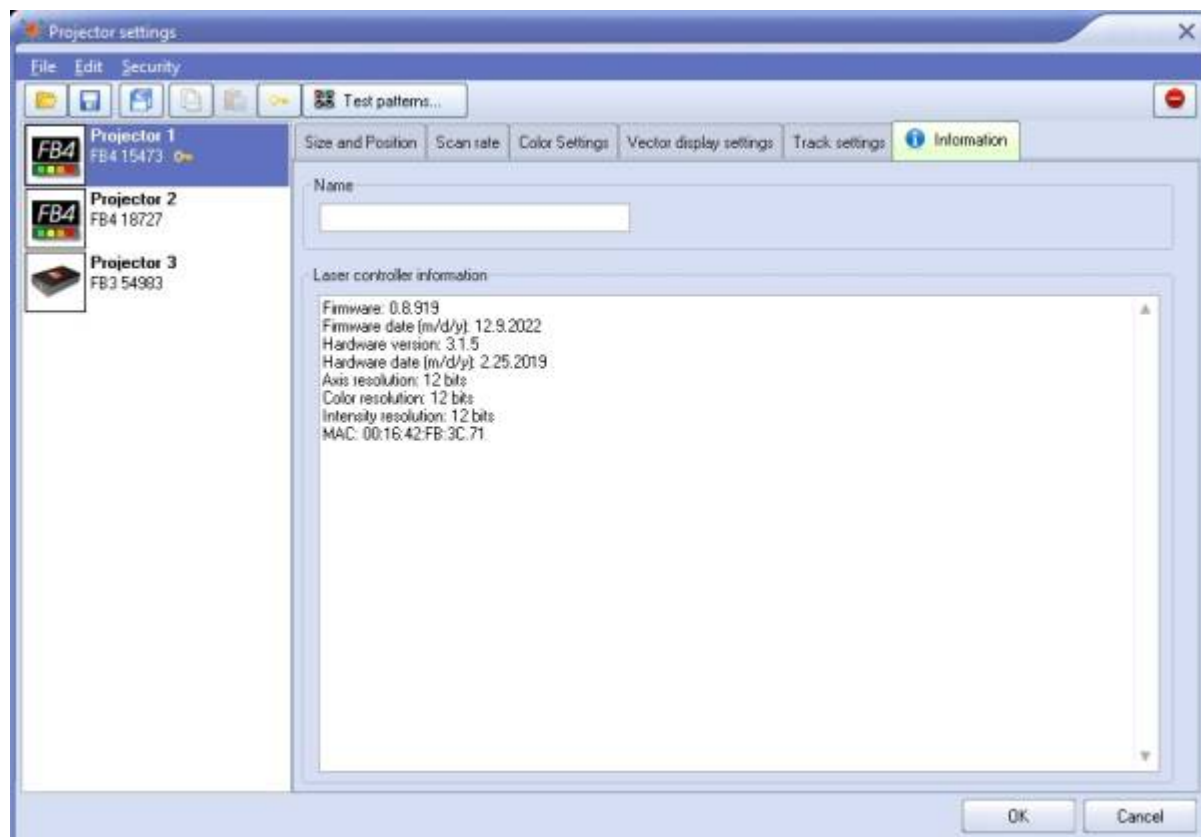 Projector settings
File Edit Security
Test patterns...
FB4
Projector 1
FB4 15473
FB4
Projector 2
FB4 18727
Projector 3
FB3 54983
Size and Position Scan rate Color Settings Vector display settings Track settings Information
Name
Laser controller information
Firmware: 0.8.919
Firmware date (m/d/y): 12.9.2022
Hardware version: 3.1.5
Hardware date (m/d/y): 2.25.2019
Axis resolution: 12 bits
Color resolution: 12 bits
Intensity resolution: 12 bits
MAC: 00:16:42:FB:3C:71
OK Cancel